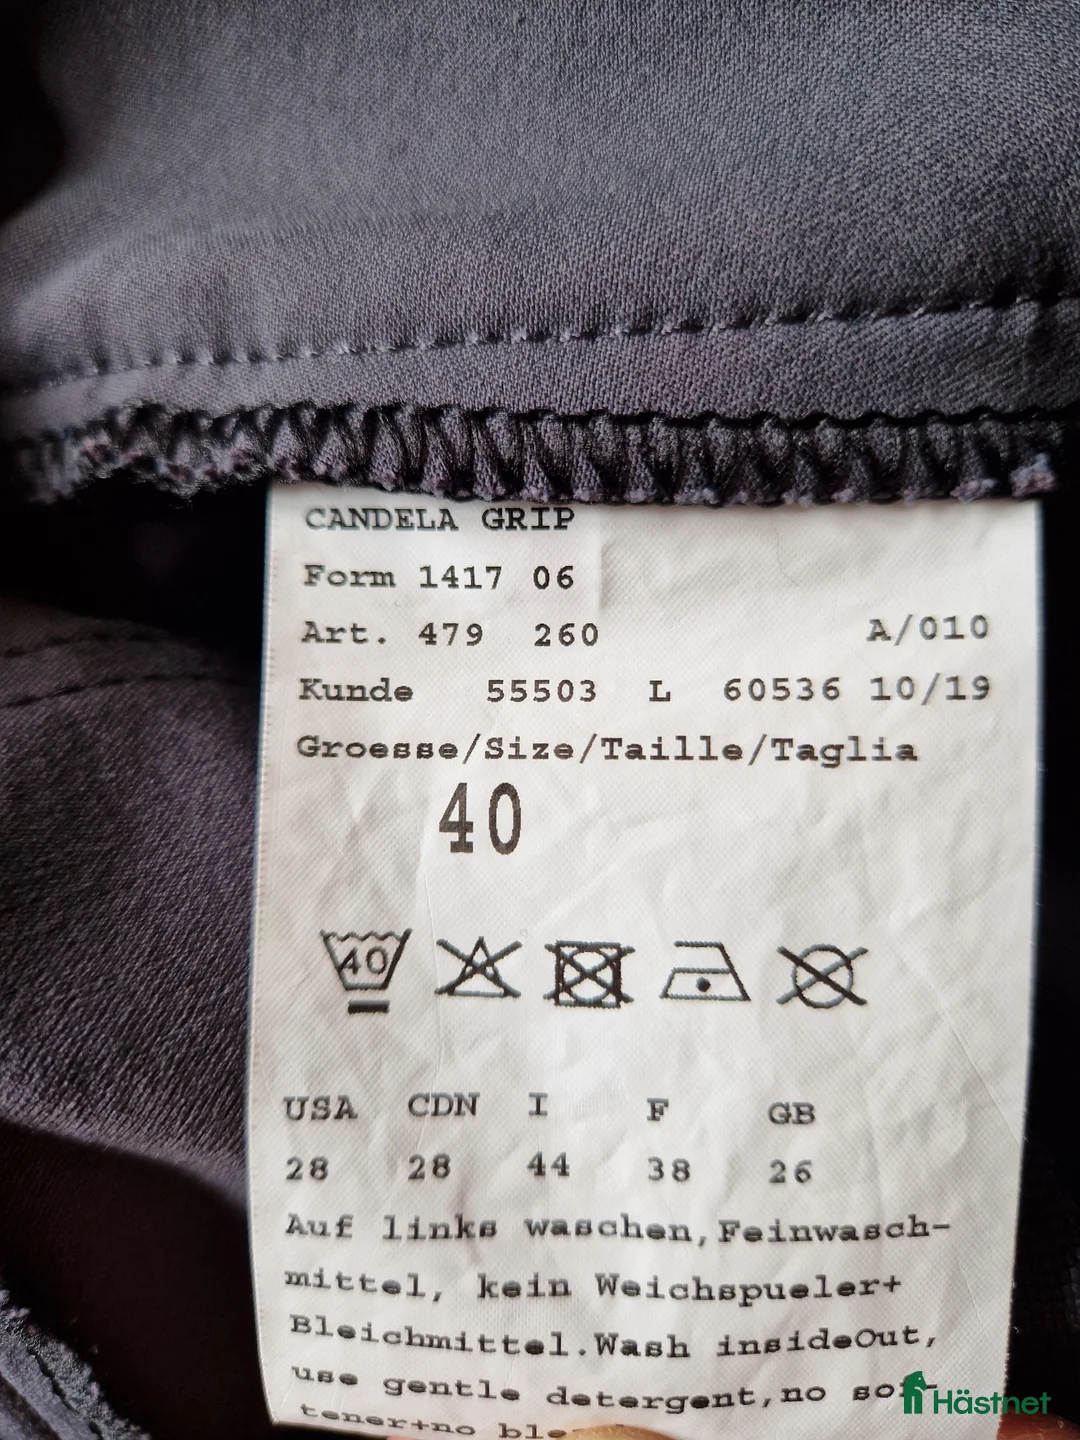 CANDELA GRIP
Form 1417 06
Art. 479 260 A/010
Kunde 55503 L 60536 10/19
Groesse/Size/Taille/Taglia
40
40
USA CDN I F GB
28 28 44 38 26
Auf links waschen,Feinwasch-
mittel, kein Weichspueler+
Bleichmittel.Wash insideOut,
use gentle detergent,no
tener+no
Hästnet